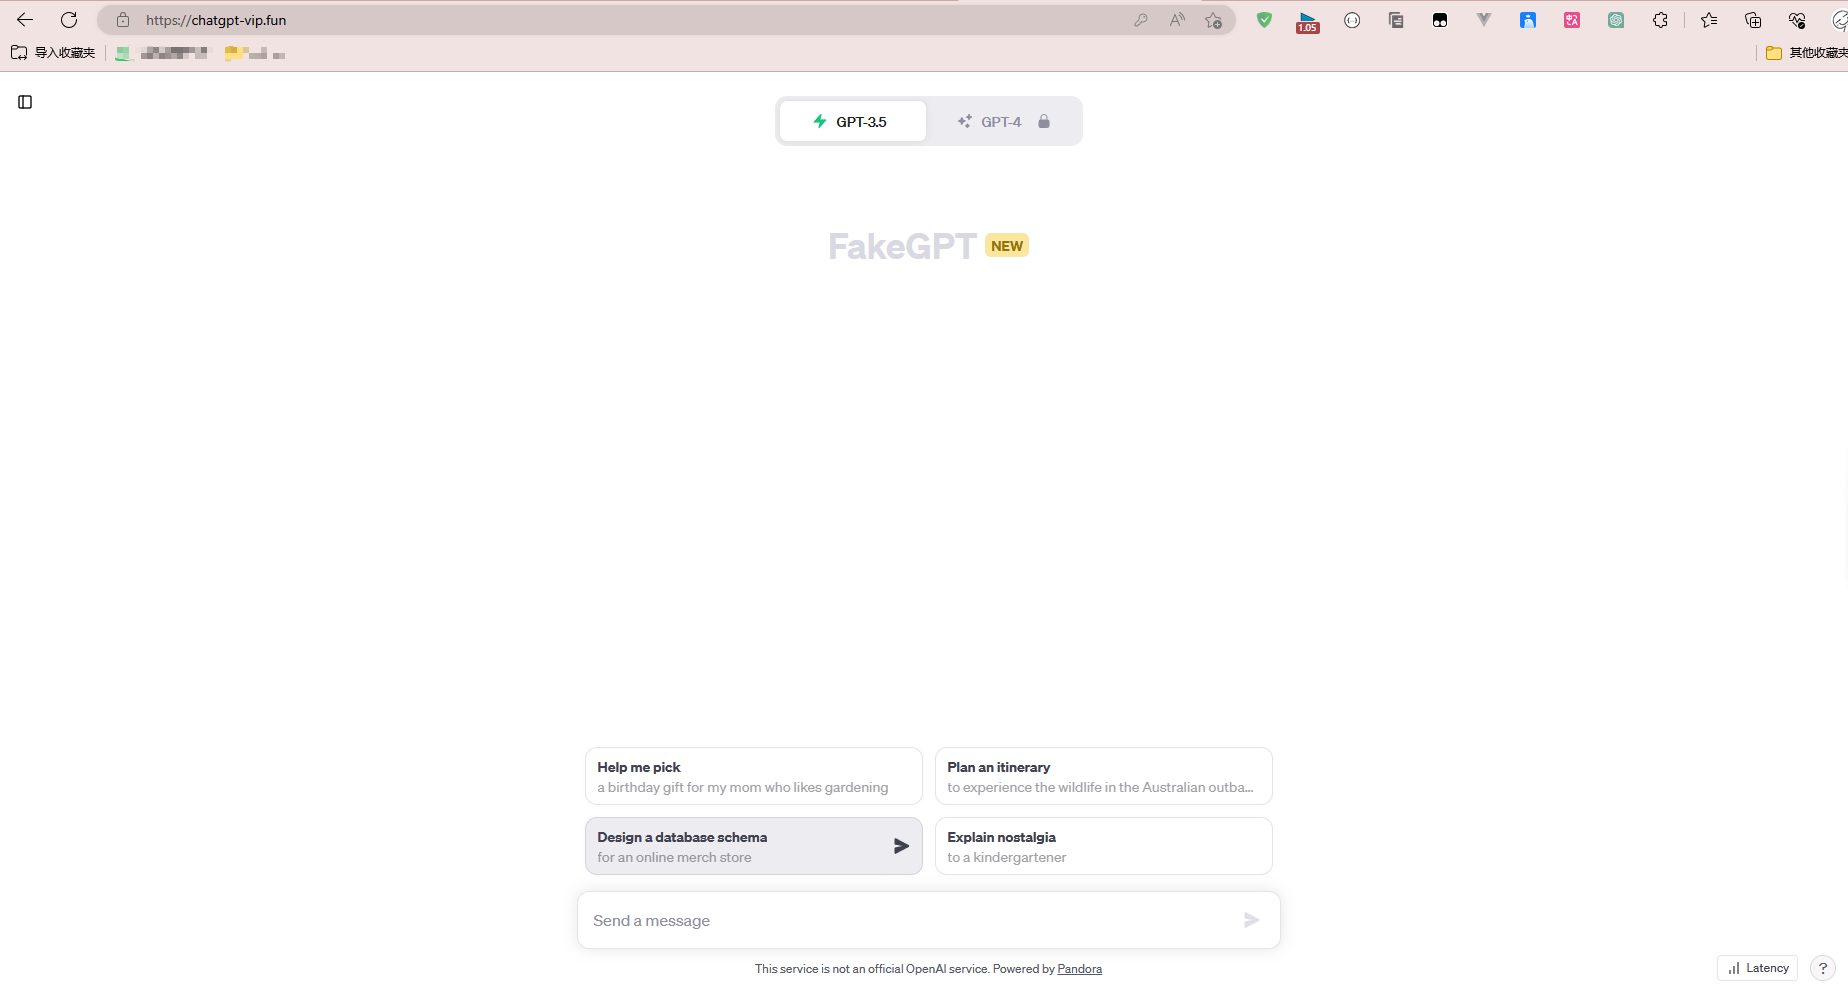 https://chatgpt-vip.fun
1.05
导入收藏夹
其他收藏夹
GPT-3.5
GPT-4
FakeGPT NEW
Help me pick
a birthday gift for my mom who likes gardening
Plan an itinerary
to experience the wildlife in the Australian outba...
Design a database schema
for an online merch store
Explain nostalgia
to a kindergartener
Send a message
This service is not an official OpenAI service. Powered by Pandora
Latency
?